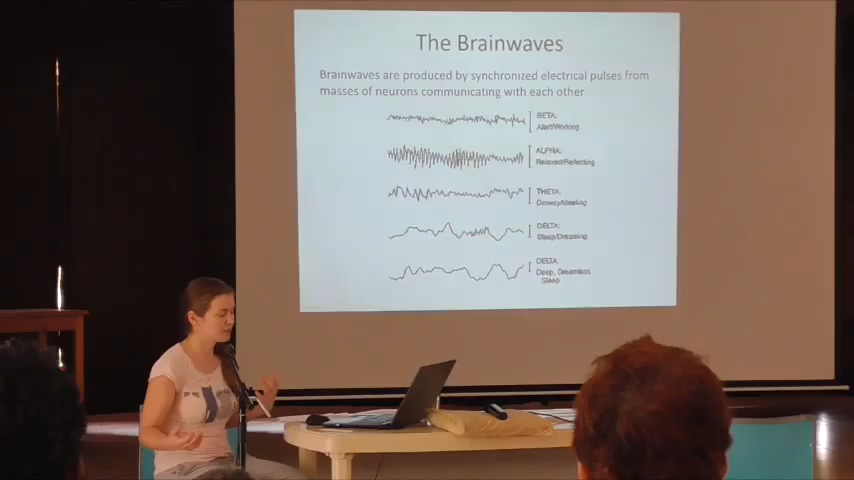 The Brainwaves
Brainwaves are produced by synchronized electrical pulses from
masses of neurons communicating with each other
BETA:
Alert/Working
ALPHA:
Relaxed/Reflecting
THETA:
Drowsy/Ideeling
DELTA:
Sleep/Dreaming
DELTA:
Deep, Dreamless
Sleep